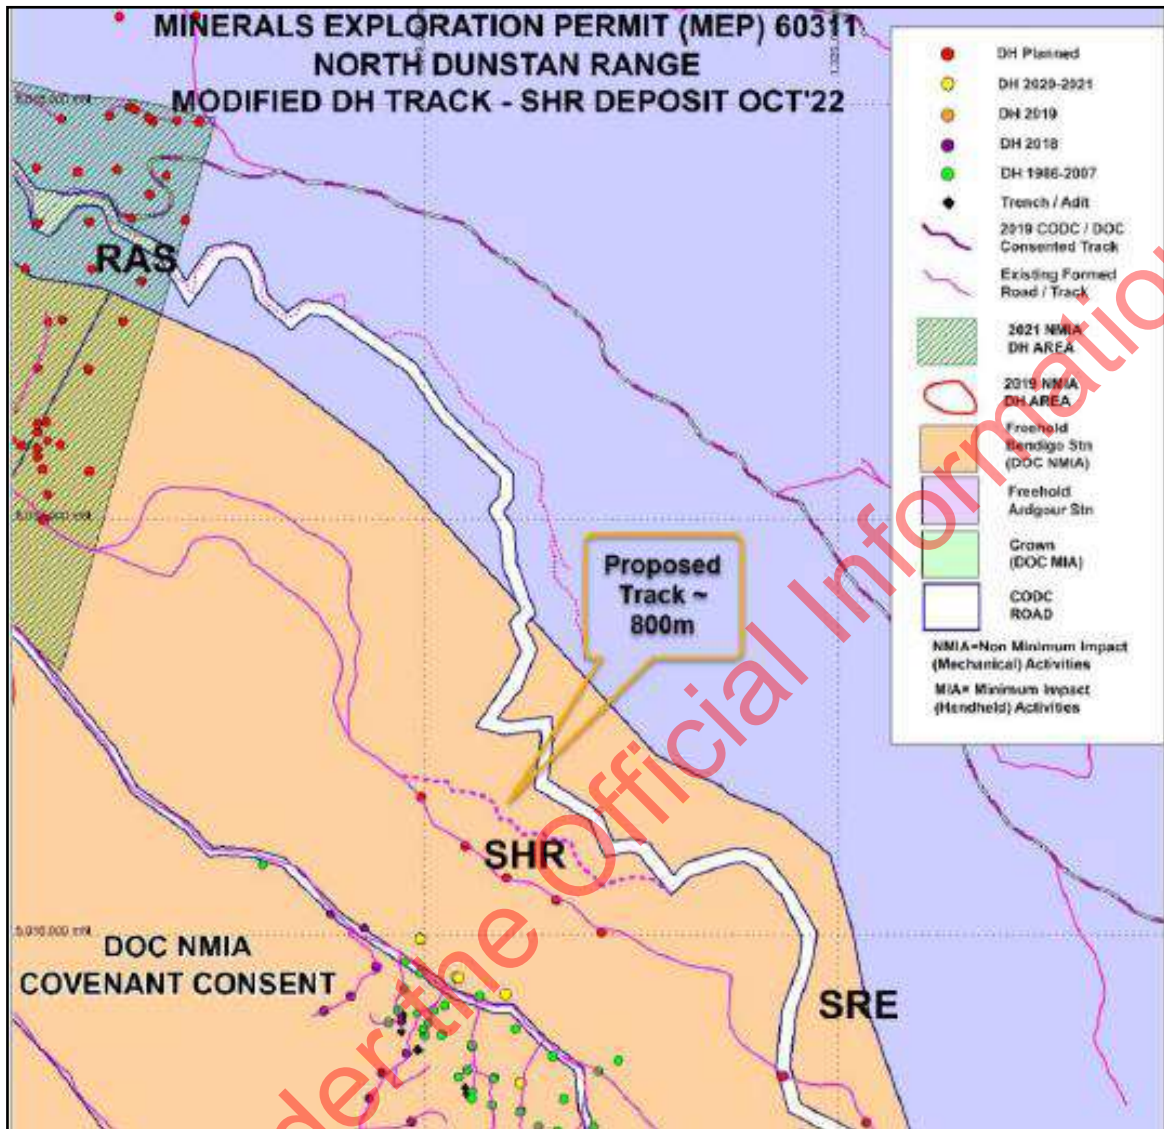 MINERALS EXPLORATION PERMIT (MEP) 60311
NORTH DUNSTAN RANGE
MODIFIED DH TRACK - SHR DEPOSIT OCT'22
RAS
Proposed
Track ~
800m
SHR
DOC NMIA
COVENANT CONSENT
SRE
DH Planned
DH 2020-2021
DH 2019
DH 2018
DH 1986-2007
Trench / Adit
2019 CODC / DOC
Consented Track
Existing Formed
Road / Track
2021 NMIA
DH AREA
2019 NMIA
DH AREA
Freehold
Bendigo Stn
(DOC NMIA)
Freehold
Ardgour Stn
Crown
(DOC MIA)
CODC
ROAD
NMIA=Non Minimum Impact
(Mechanical) Activities
MIA= Minimum Impact
(Handheld) Activities
der the Official Information